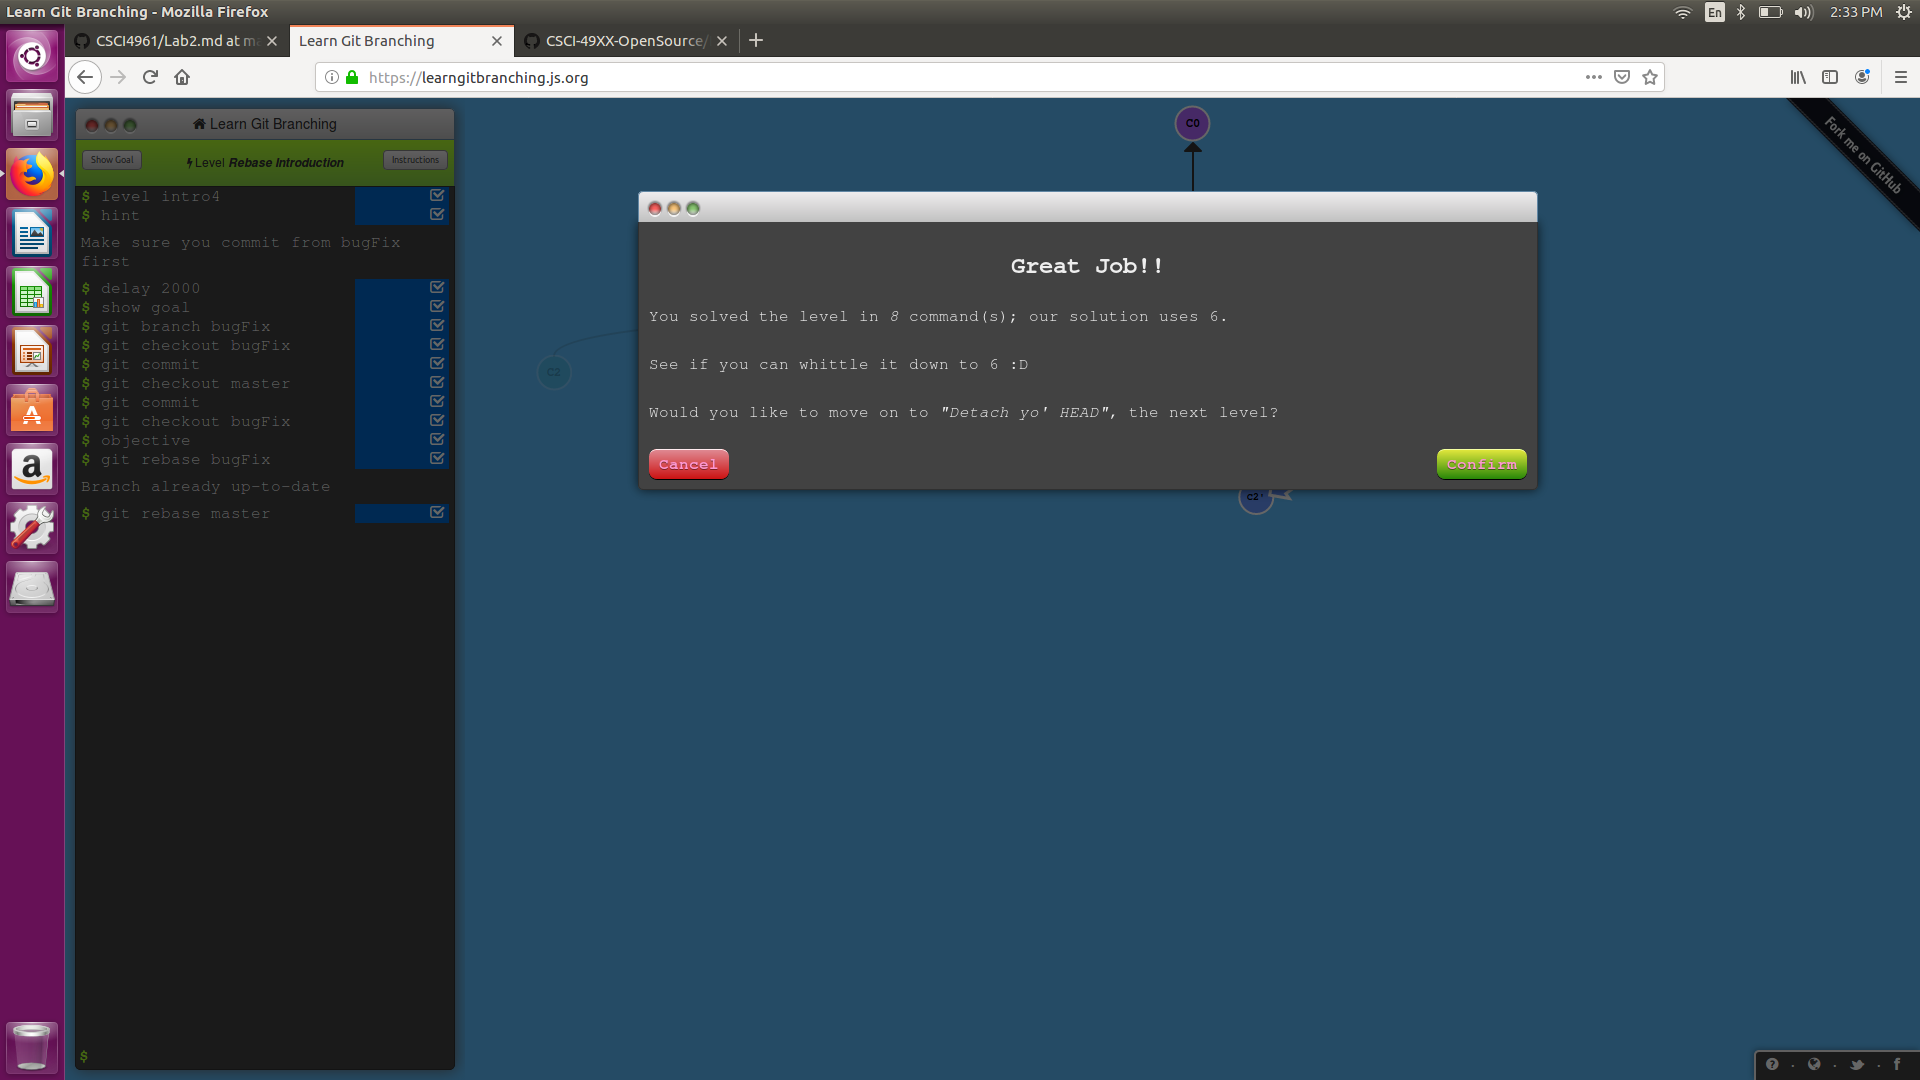 Learn Git Branching - Mozilla Firefox
En
2:33 PM
CSCI4961/Lab2.md at ma
Learn Git Branching
CSCI-49XX-OpenSource/
https://learngitbranching.js.org
Learn Git Branching
Show Goal
Level Rebase Introduction
Instructions
$ level intro4
$ hint
Make sure you commit from bugFix
first
$ delay 2000
$ show goal
$ git branch bugFix
$ git checkout bugFix
$ git commit
$ git checkout master
$ git commit
$ git checkout bugFix
$ objective
$ git rebase bugFix
Branch already up-to-date
$ git rebase master
$
C0
Fork me on GitHub
C2
Great Job!!
You solved the level in 8 command(s); our solution uses 6.
See if you can whittle it down to 6 :D
Would you like to move on to "Detach yo' HEAD", the next level?
Cancel
Confirm
C2'